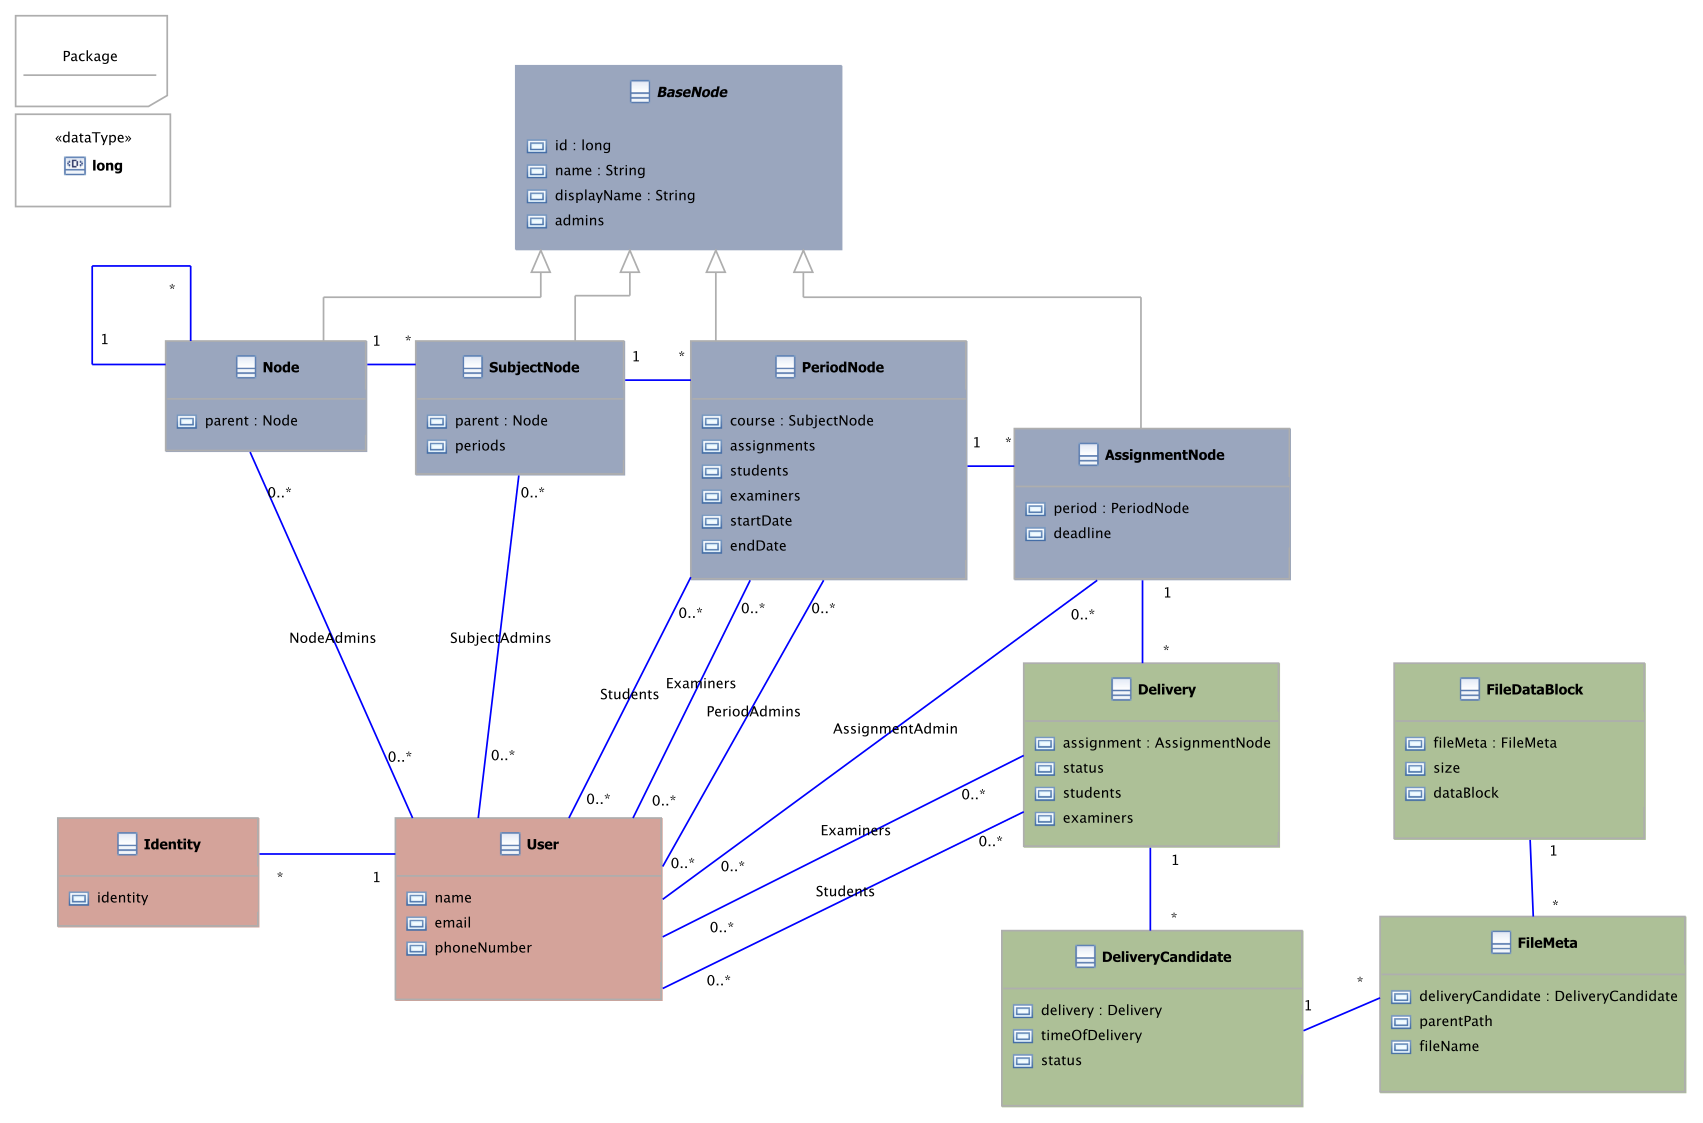 Package
«dataType»
long
BaseNode
id : long
name : String
displayName : String
admins
*
1
Node
parent : Node
1
*
SubjectNode
parent : Node
periods
1
*
PeriodNode
course : SubjectNode
assignments
students
examiners
startDate
endDate
1
*
AssignmentNode
period : PeriodNode
deadline
0..*
NodeAdmins
0..*
0..*
SubjectAdmins
0..*
0..*
Students
0..*
0..*
Examiners
0..*
0..*
PeriodAdmins
0..*
0..*
AssignmentAdmin
0..*
1
*
Delivery
assignment : AssignmentNode
status
students
examiners
FileDataBlock
fileMeta : FileMeta
size
dataBlock
0..*
Examiners
0..*
0..*
Students
0..*
Identity
identity
*
1
User
name
email
phoneNumber
1
*
DeliveryCandidate
delivery : Delivery
timeOfDelivery
status
1
*
1
*
FileMeta
deliveryCandidate : DeliveryCandidate
parentPath
fileName